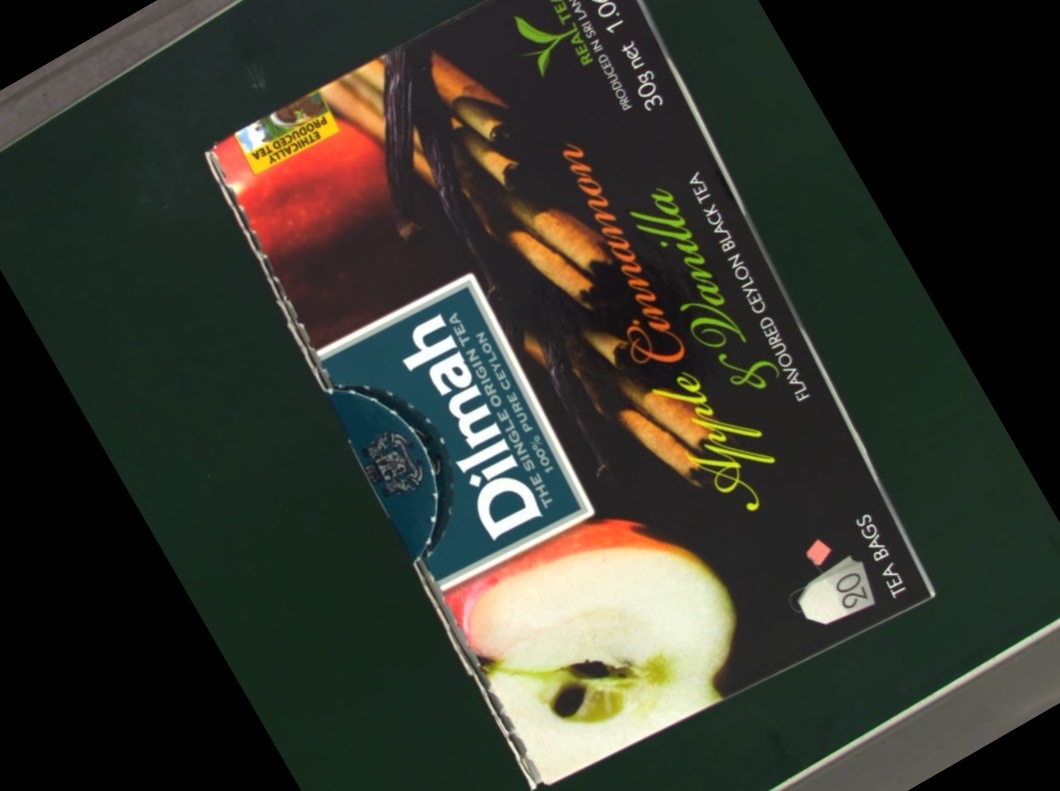 Dilmah
THE SINGLE ORIGIN TEA
100% PURE CEYLON
ETHICALLY
PRODUCED TEA
Apple Cinnamon
& Vanilla
FLAVOURED CEYLON BLACK TEA
20
TEA BAGS
REAL TEA
PRODUCED IN SRI LANKA
30g net